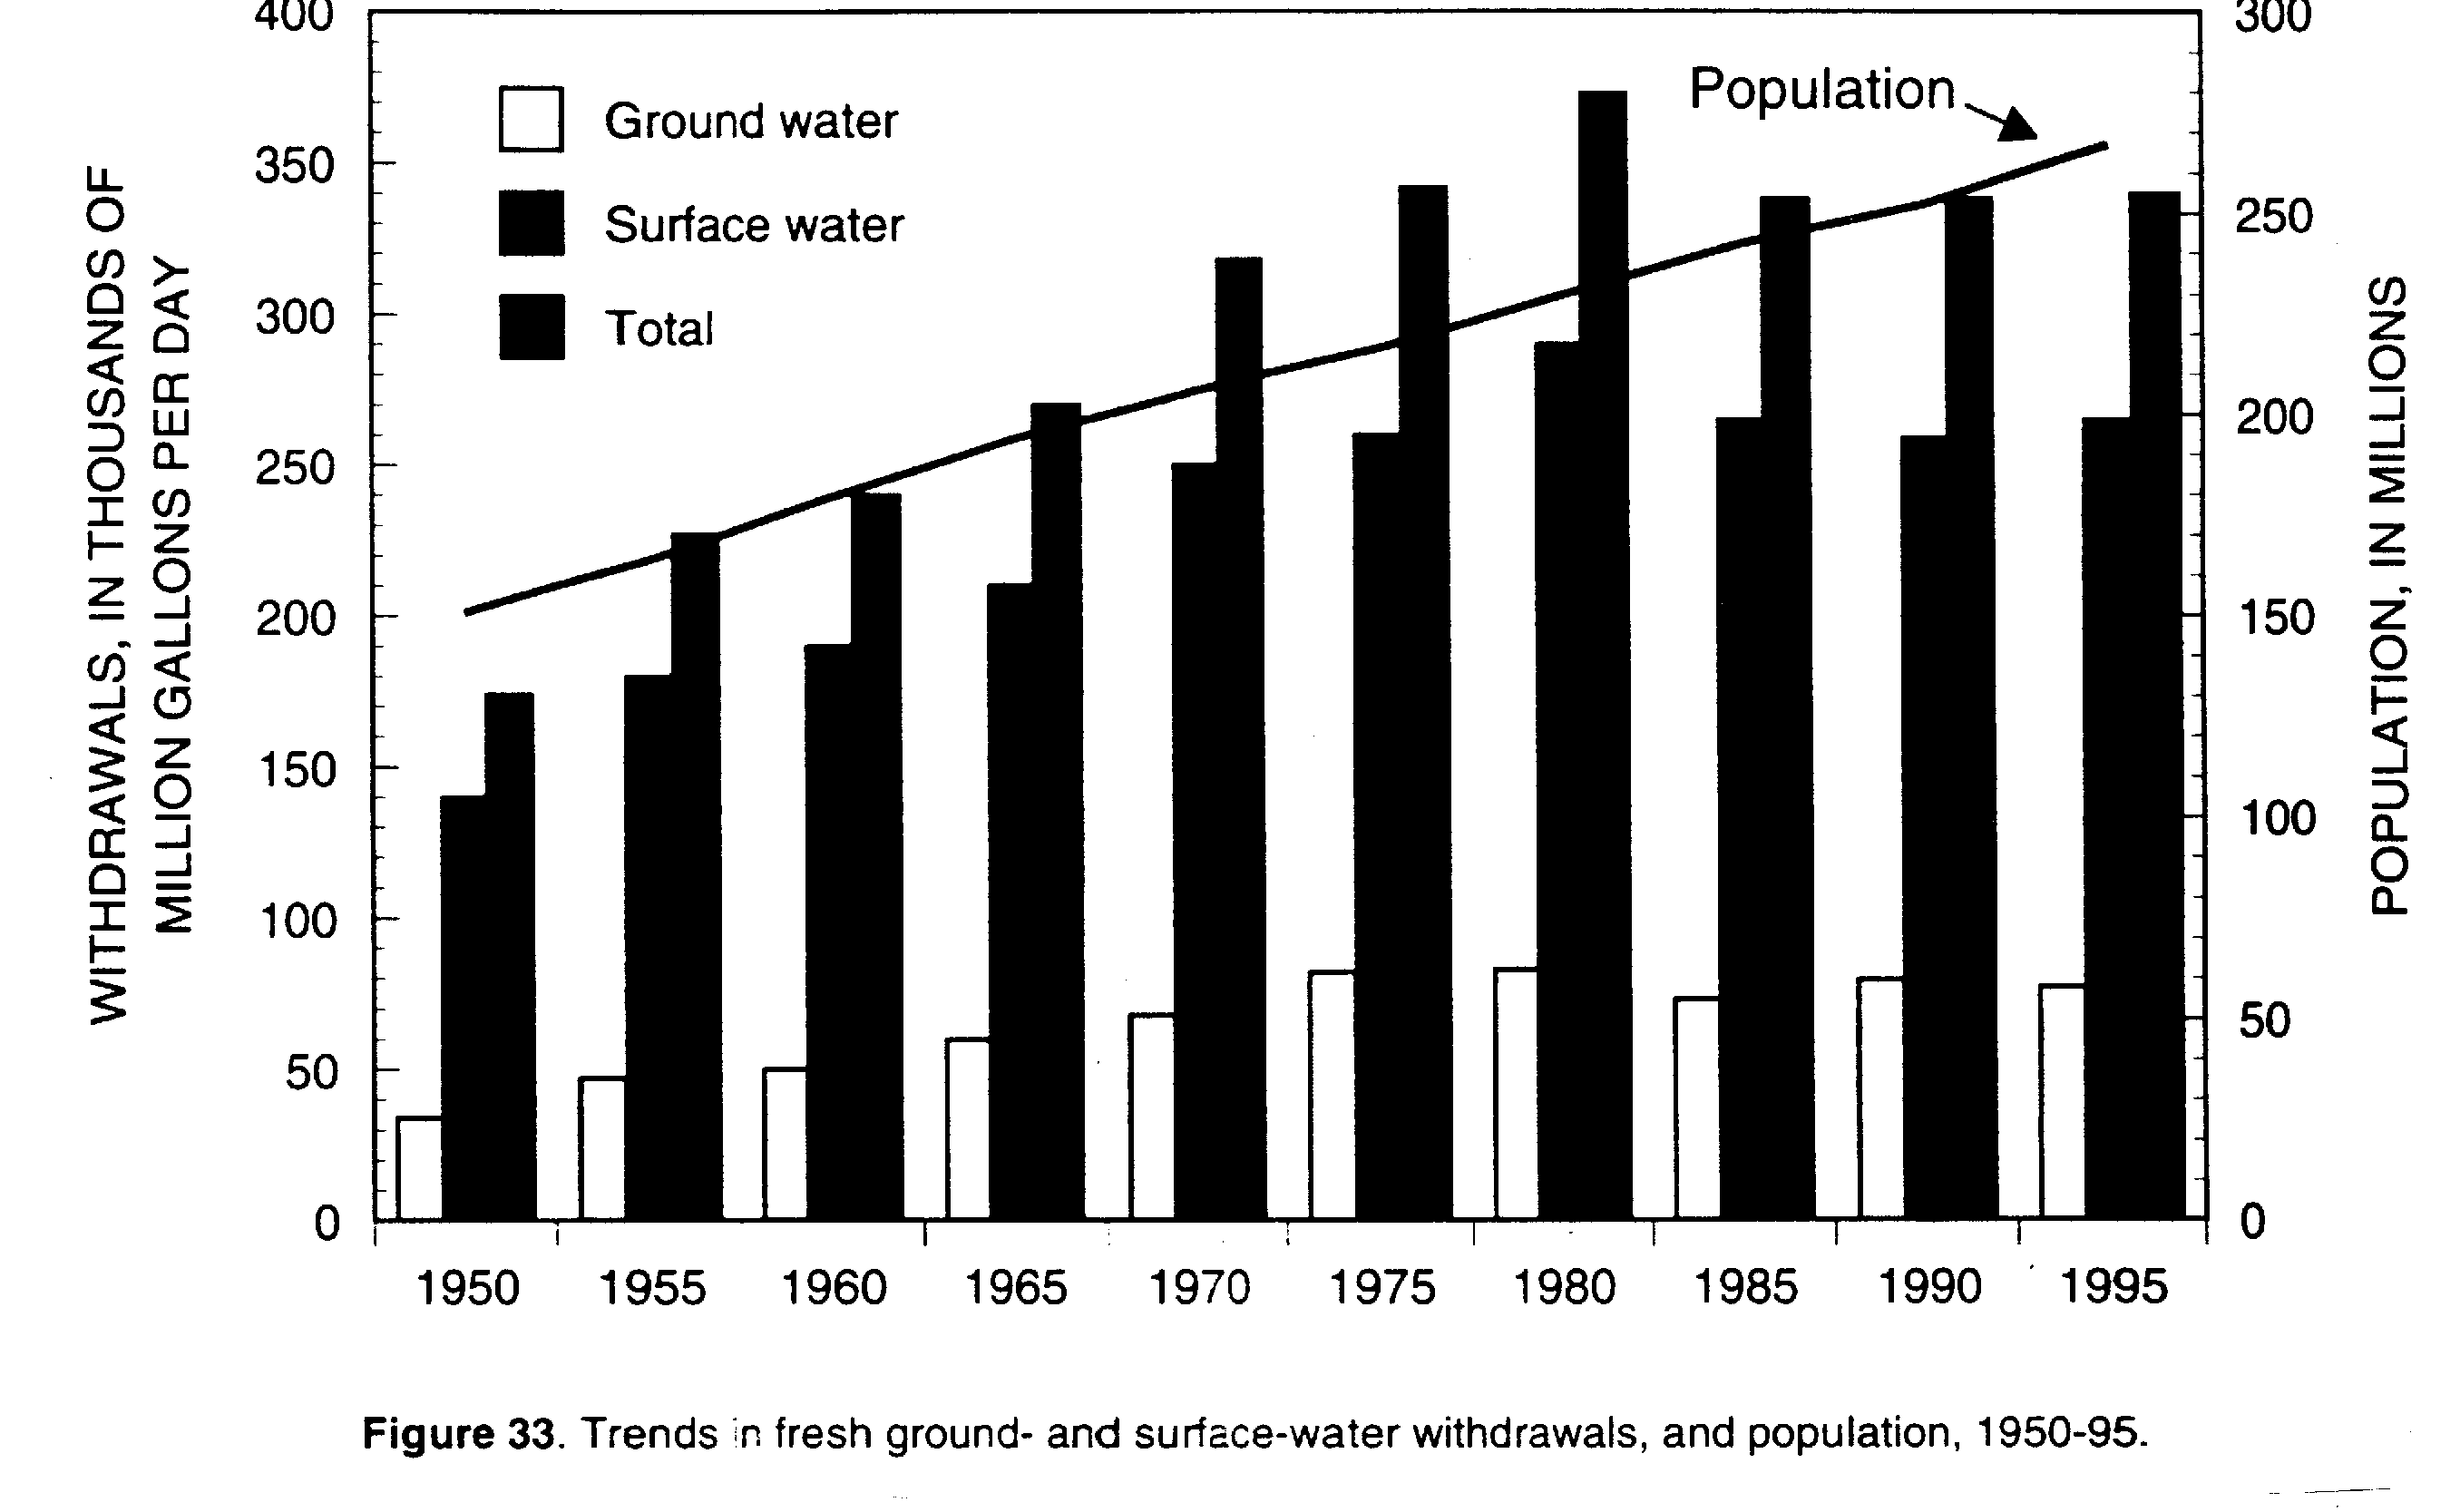 WITHDRAWALS, IN THOUSANDS OF
MILLION GALLONS PER DAY
400
350
300
250
200
150
100
50
0
Ground water
Surface water
Total
Population
300
250
200
150
100
50
0
POPULATION, IN MILLIONS
1950 1955 1960 1965 1970 1975 1980 1985 1990 1995
Figure 33. Trends in fresh ground- and surface-water withdrawals, and population, 1950-95.